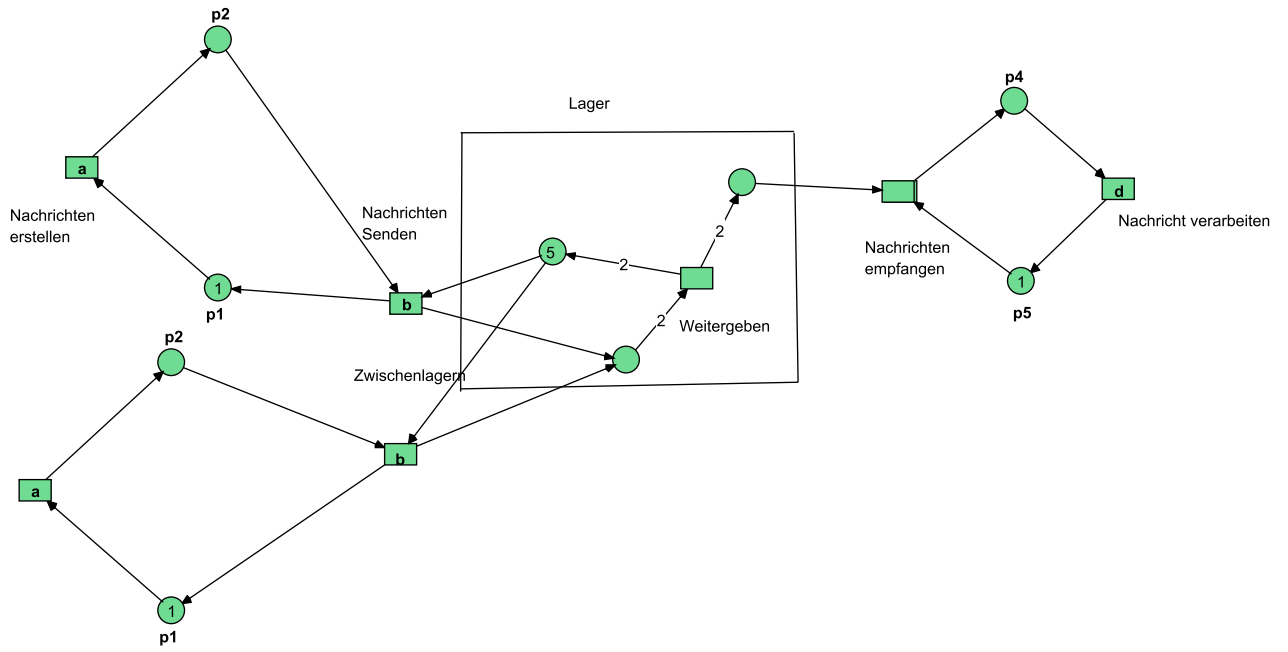 p2
p4
Lager
a
d
Nachrichten
erstellen
Nachrichten
Senden
Nachricht verarbeiten
2
5
2
Nachrichten
empfangen
1
p1
b
1
p5
2
Weitergeben
p2
Zwischenlagern
b
a
1
p1